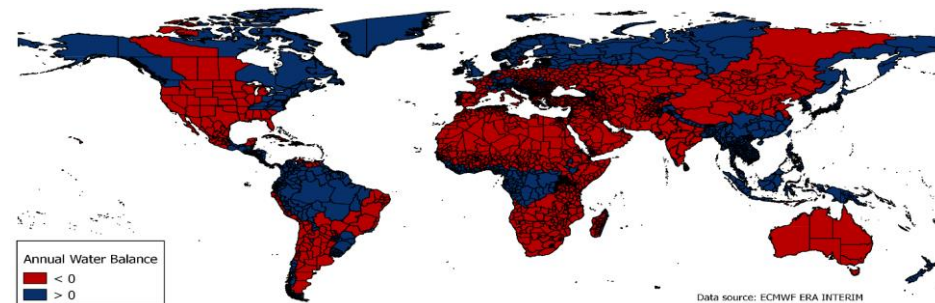 Annual Water Balance
< 0
> 0
Data source: ECMWF ERA INTERIM